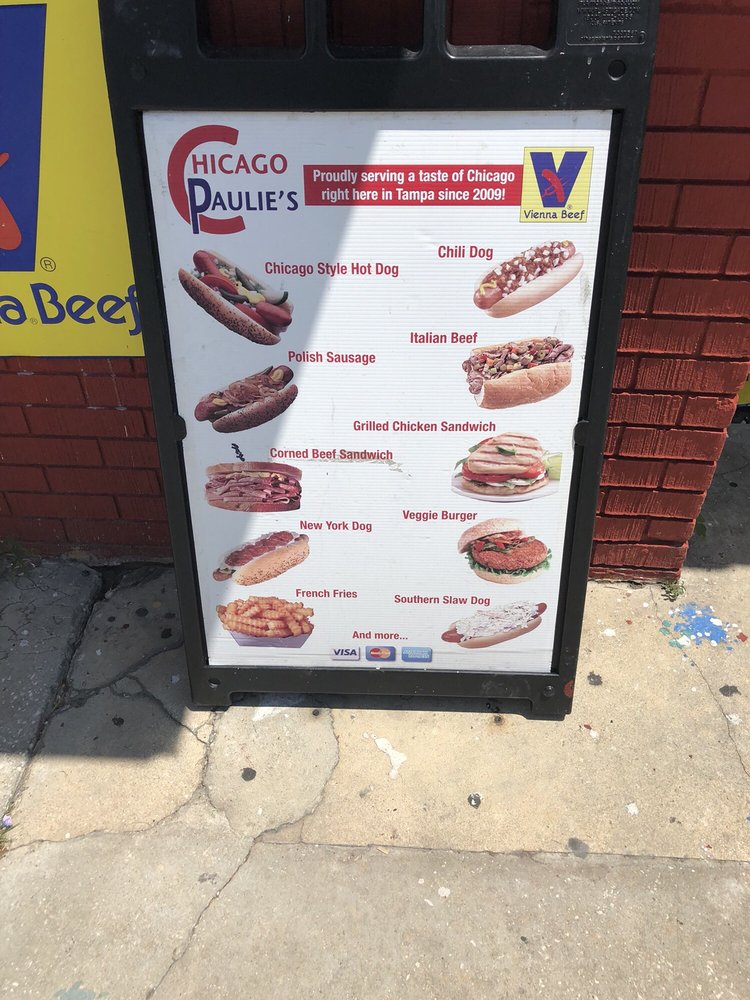 CHICAGO
PAULIE'S
Proudly serving a taste of Chicago
right here in Tampa since 2009!
Vienna Beef®
Chili Dog
Chicago Style Hot Dog
Italian Beef
Polish Sausage
Grilled Chicken Sandwich
Corned Beef Sandwich
New York Dog
Veggie Burger
French Fries
Southern Slaw Dog
And more...
VISA
MasterCard
®
a Beef